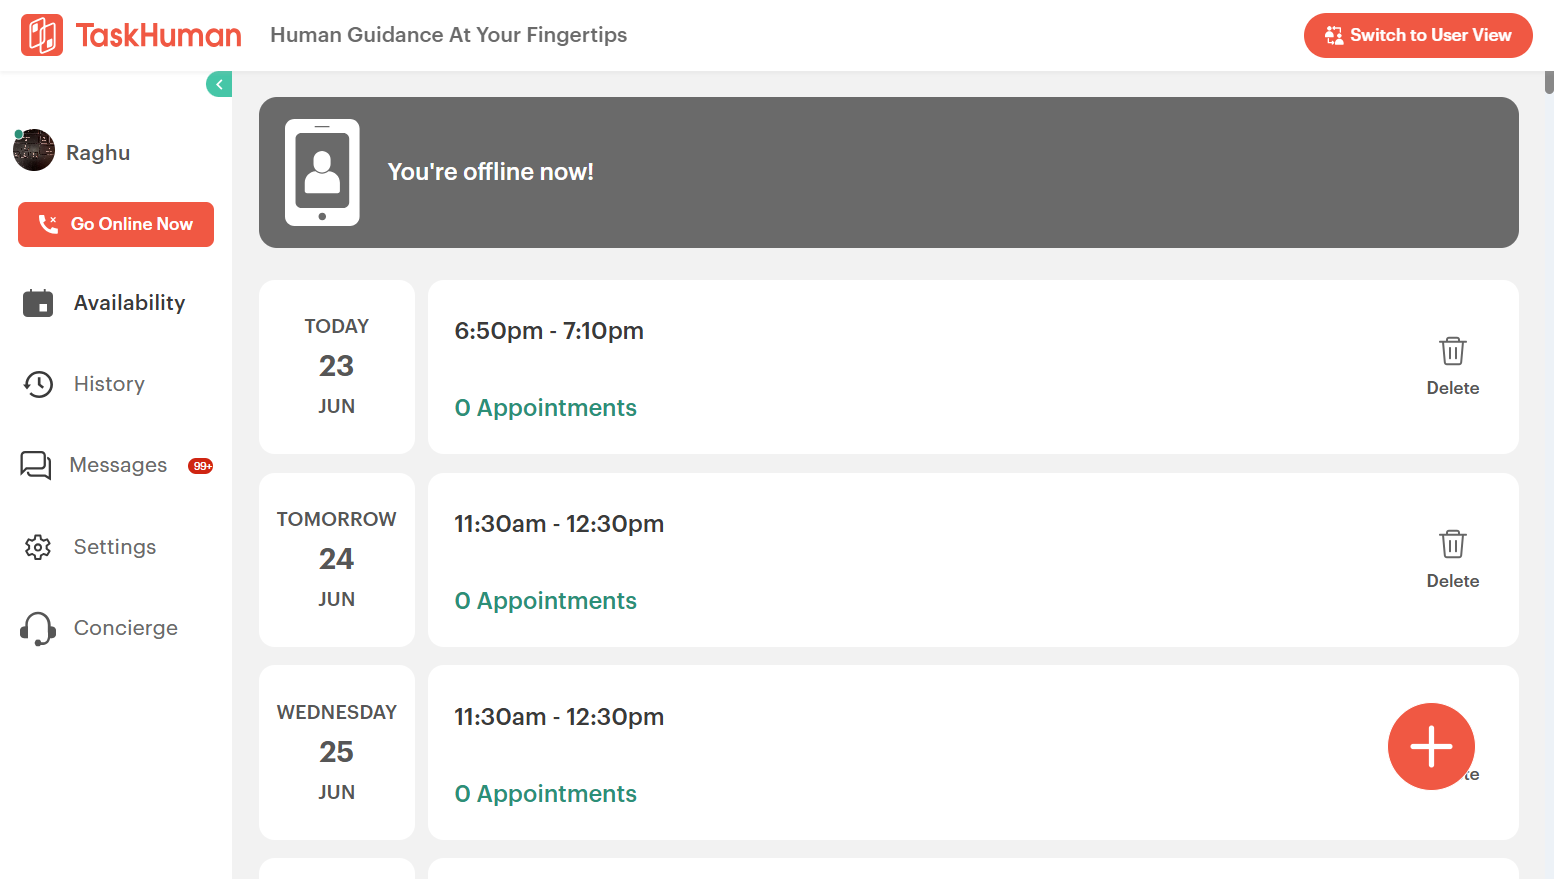 TaskHuman
Human Guidance At Your Fingertips
Switch to User View
Raghu
Go Online Now
Availability
History
Messages 99+
Settings
Concierge
You're offline now!
TODAY
23
JUN
6:50pm - 7:10pm
0 Appointments
Delete
TOMORROW
24
JUN
11:30am - 12:30pm
0 Appointments
Delete
WEDNESDAY
25
JUN
11:30am - 12:30pm
0 Appointments